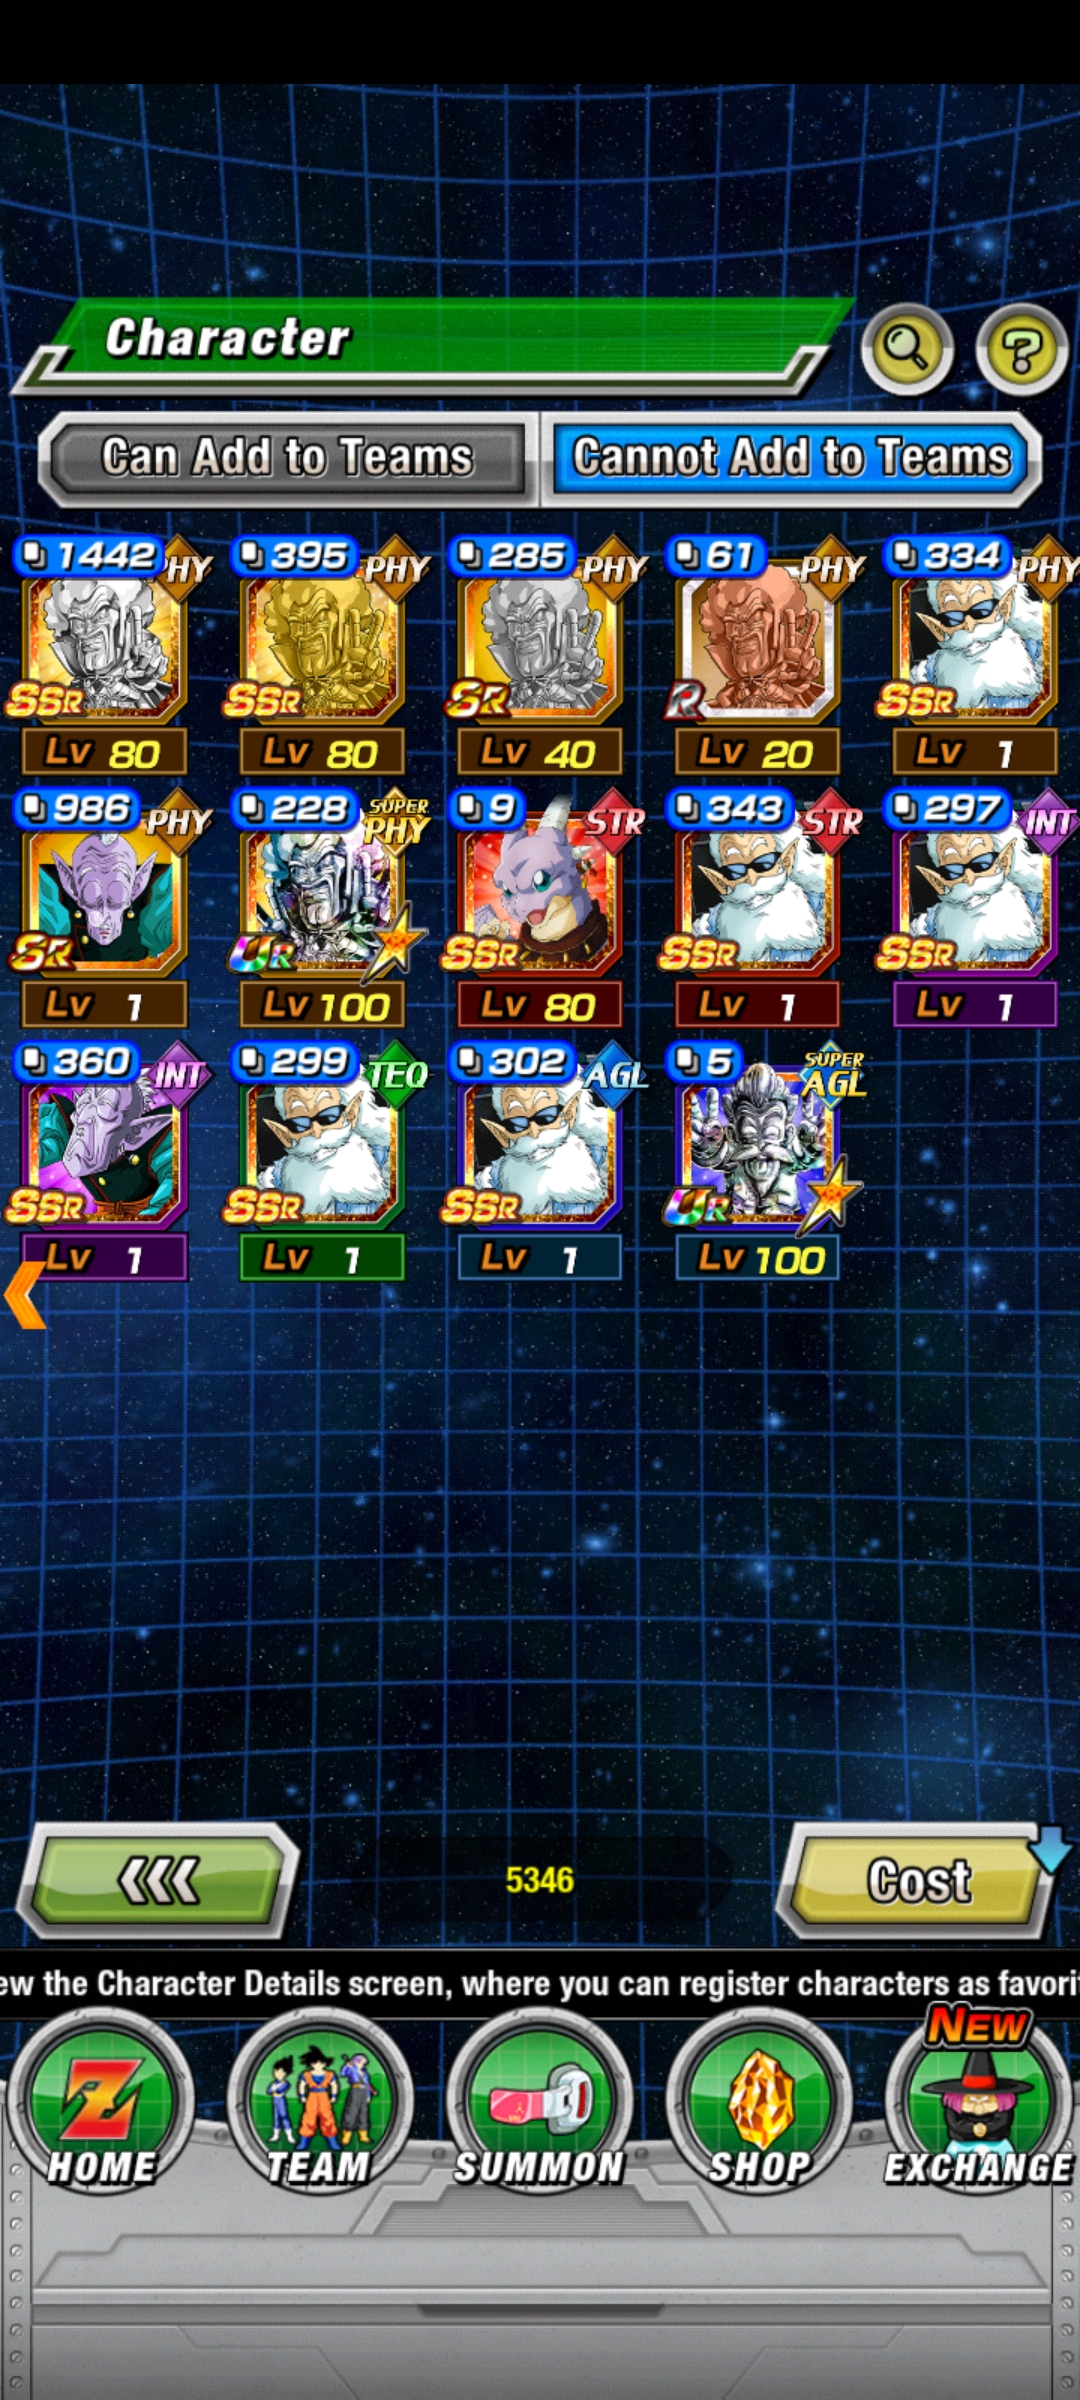 Character
?
Can Add to Teams
Cannot Add to Teams
1442 PHY 395 PHY 285 PHY 61 PHY 334 PHY
SSR SSR SR R SSR
Lv 80 Lv 80 Lv 40 Lv 20 Lv 1
986 PHY 228 SUPER PHY 9 STR 343 STR 297 INT
SR UR SSR SSR SSR
Lv 1 Lv 100 Lv 80 Lv 1 Lv 1
360 INT 299 TEQ 302 AGL 5 SUPER AGL
SSR SSR SSR UR
Lv 1 Lv 1 Lv 1 Lv 100
5346
Cost
ew the Character Details screen, where you can register characters as favorit
NEW
Z
HOME TEAM SUMMON SHOP EXCHANGE